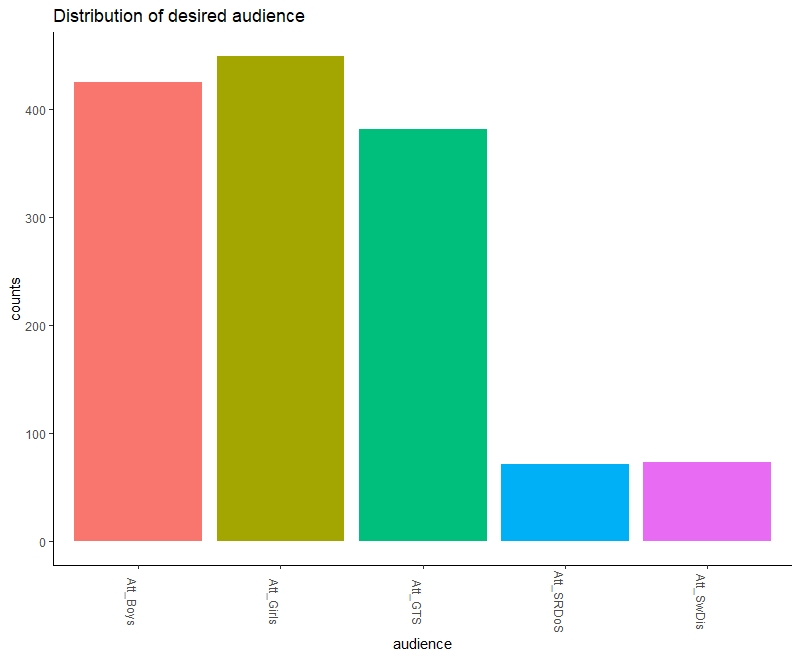 Distribution of desired audience
counts
400
300
200
100
0
Att_Boys
Att_Girls
Att_GTS
Att_SRDoS
Att_SwDis
audience